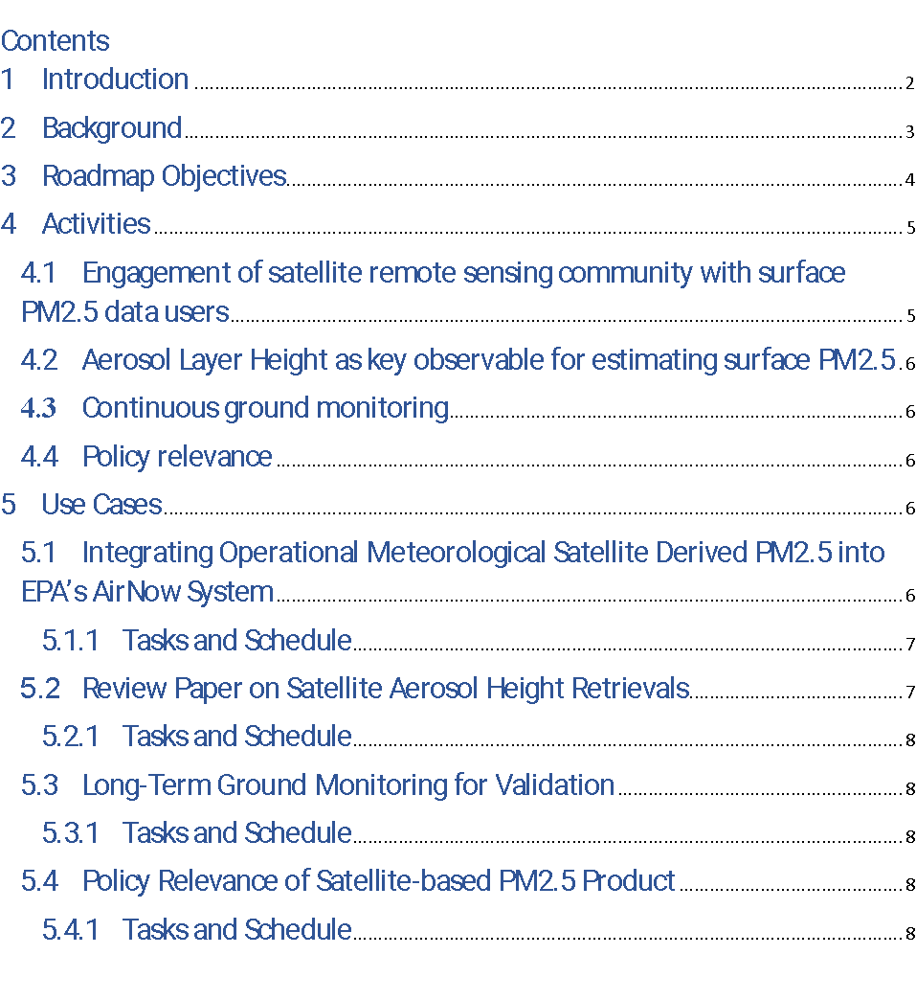 Contents
1 Introduction ........ 2
2 Background ........ 3
3 Roadmap Objectives ........ 4
4 Activities ........ 5
4.1 Engagement of satellite remote sensing community with surface
PM2.5 data users ........ 5
4.2 Aerosol Layer Height as key observable for estimating surface PM2.5 . 6
4.3 Continuous ground monitoring ........ 6
4.4 Policy relevance ........ 6
5 Use Cases ........ 6
5.1 Integrating Operational Meteorological Satellite Derived PM2.5 into
EPA’s AirNow System ........ 6
5.1.1 Tasks and Schedule ........ 7
5.2 Review Paper on Satellite Aerosol Height Retrievals ........ 7
5.2.1 Tasks and Schedule ........ 8
5.3 Long-Term Ground Monitoring for Validation ........ 8
5.3.1 Tasks and Schedule ........ 8
5.4 Policy Relevance of Satellite-based PM2.5 Product ........ 8
5.4.1 Tasks and Schedule ........ 8